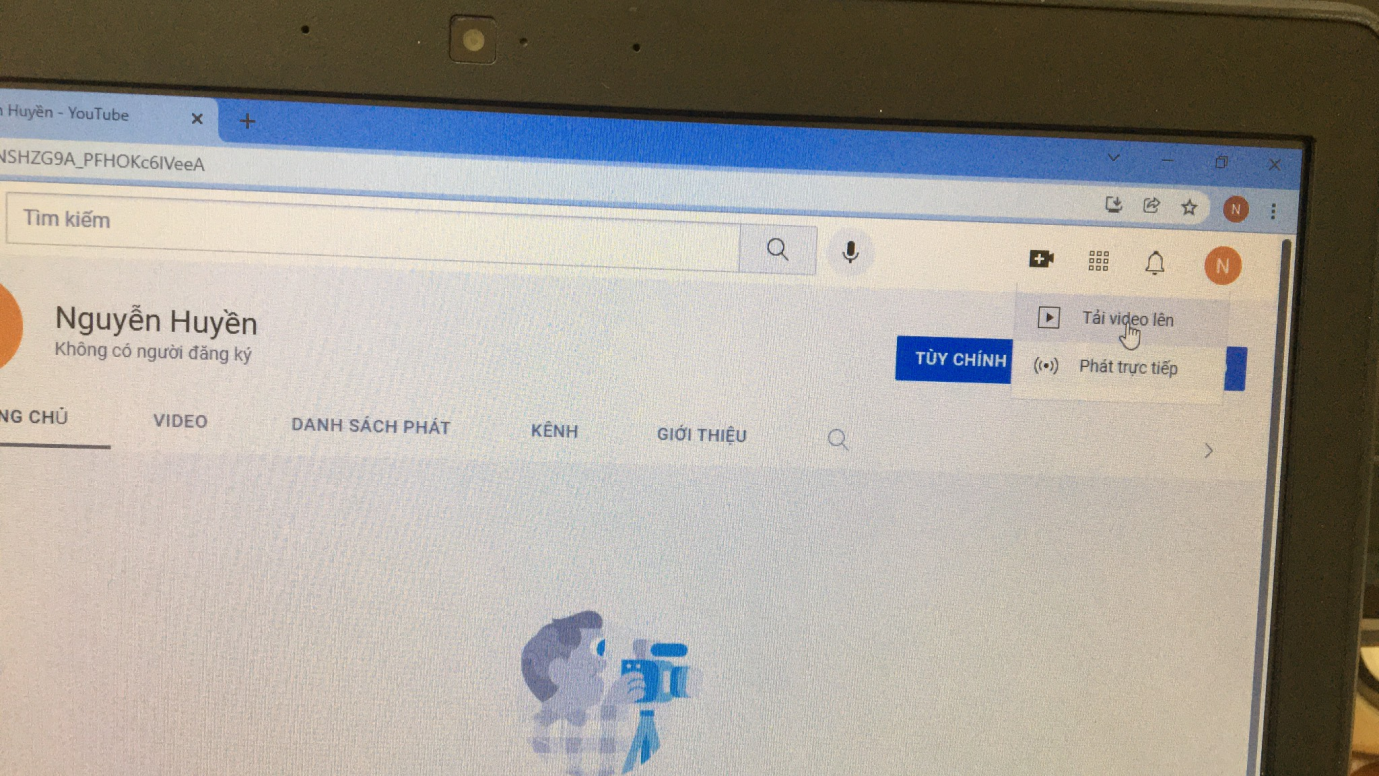 Huyền - YouTube
NSHZG9A_PFHOKc6IVeeA
N
Tìm kiếm
N
Nguyễn Huyền
Không có người đăng ký
Tải video lên
TÙY CHỈNH
Phát trực tiếp
NG CHỦ
VIDEO
DANH SÁCH PHÁT
KÊNH
GIỚI THIỆU